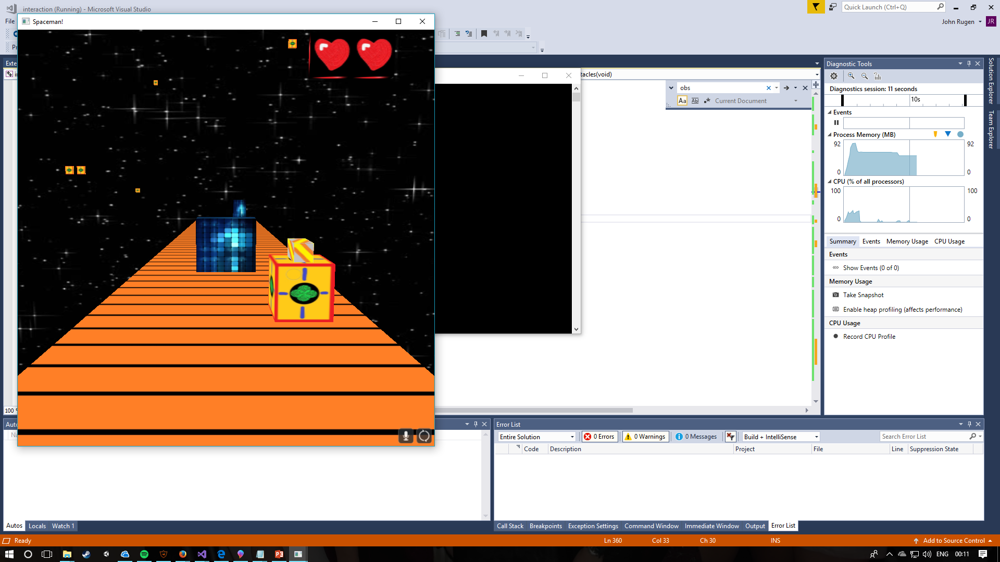 interaction (Running) - Microsoft Visual Studio
Quick Launch (Ctrl+Q)
File
John Rugen
JR
Spaceman!
Exte
tacles(void)
obs
Aa
Abl
Current Document
100 %
Diagnostic Tools
Diagnostics session: 11 seconds
10s
Events
Process Memory (MB)
92
92
0
0
CPU (% of all processors)
100
100
0
0
Summary
Events
Memory Usage
CPU Usage
Events
Show Events (0 of 0)
Memory Usage
Take Snapshot
Enable heap profiling (affects performance)
CPU Usage
Record CPU Profile
Solution Explorer
Team Explorer
Auto
Na
Autos
Locals
Watch 1
Error List
Entire Solution
0 Errors
0 Warnings
0 Messages
Build + IntelliSense
Search Error List
Code
Description
Project
File
Line
Suppression State
Call Stack
Breakpoints
Exception Settings
Command Window
Immediate Window
Output
Error List
Ready
Ln 360
Col 33
Ch 30
INS
Add to Source Control
ENG
00:11